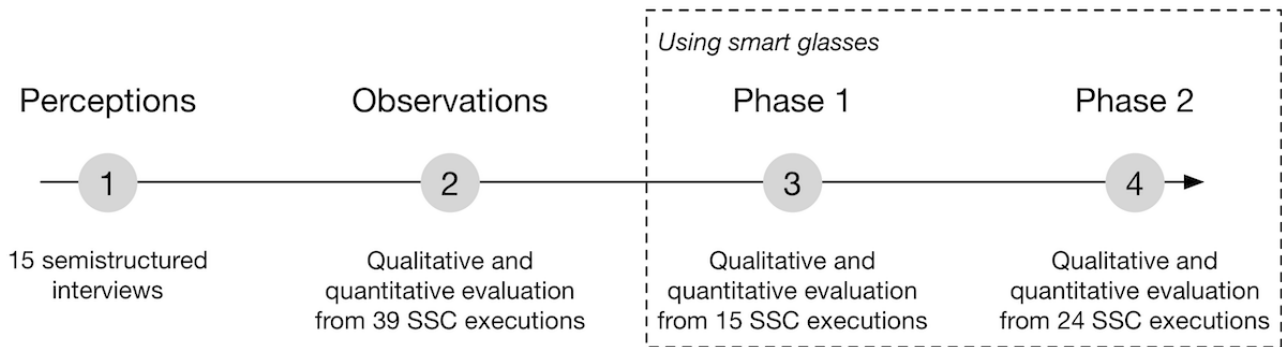 Using smart glasses
Perceptions
Observations
Phase 1
Phase 2
1
2
3
4
15 semistructured
interviews
Qualitative and
quantitative evaluation
from 39 SSC executions
Qualitative and
quantitative evaluation
from 15 SSC executions
Qualitative and
quantitative evaluation
from 24 SSC executions